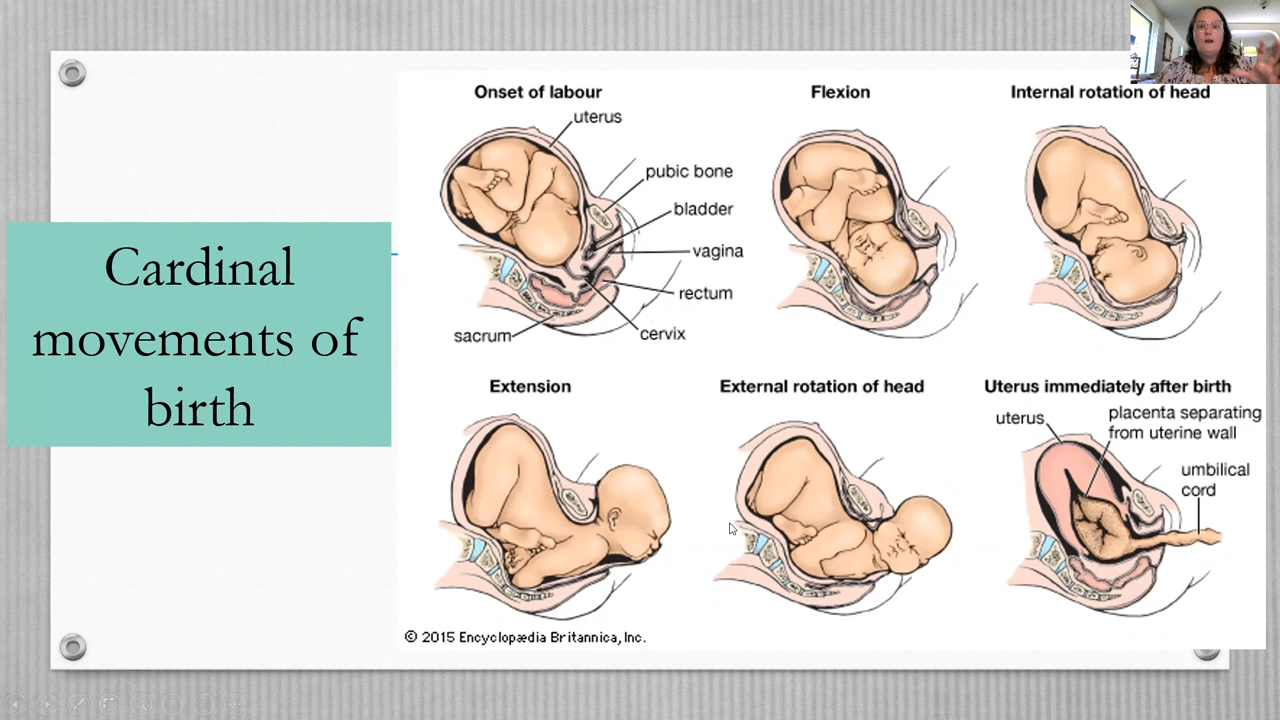 Cardinal
movements of
birth
Onset of labour
uterus
pubic bone
bladder
vagina
rectum
cervix
sacrum
Flexion
Internal rotation of head
Extension
External rotation of head
Uterus immediately after birth
uterus
placenta separating
from uterine wall
umbilical
cord
© 2015 Encyclopædia Britannica, Inc.